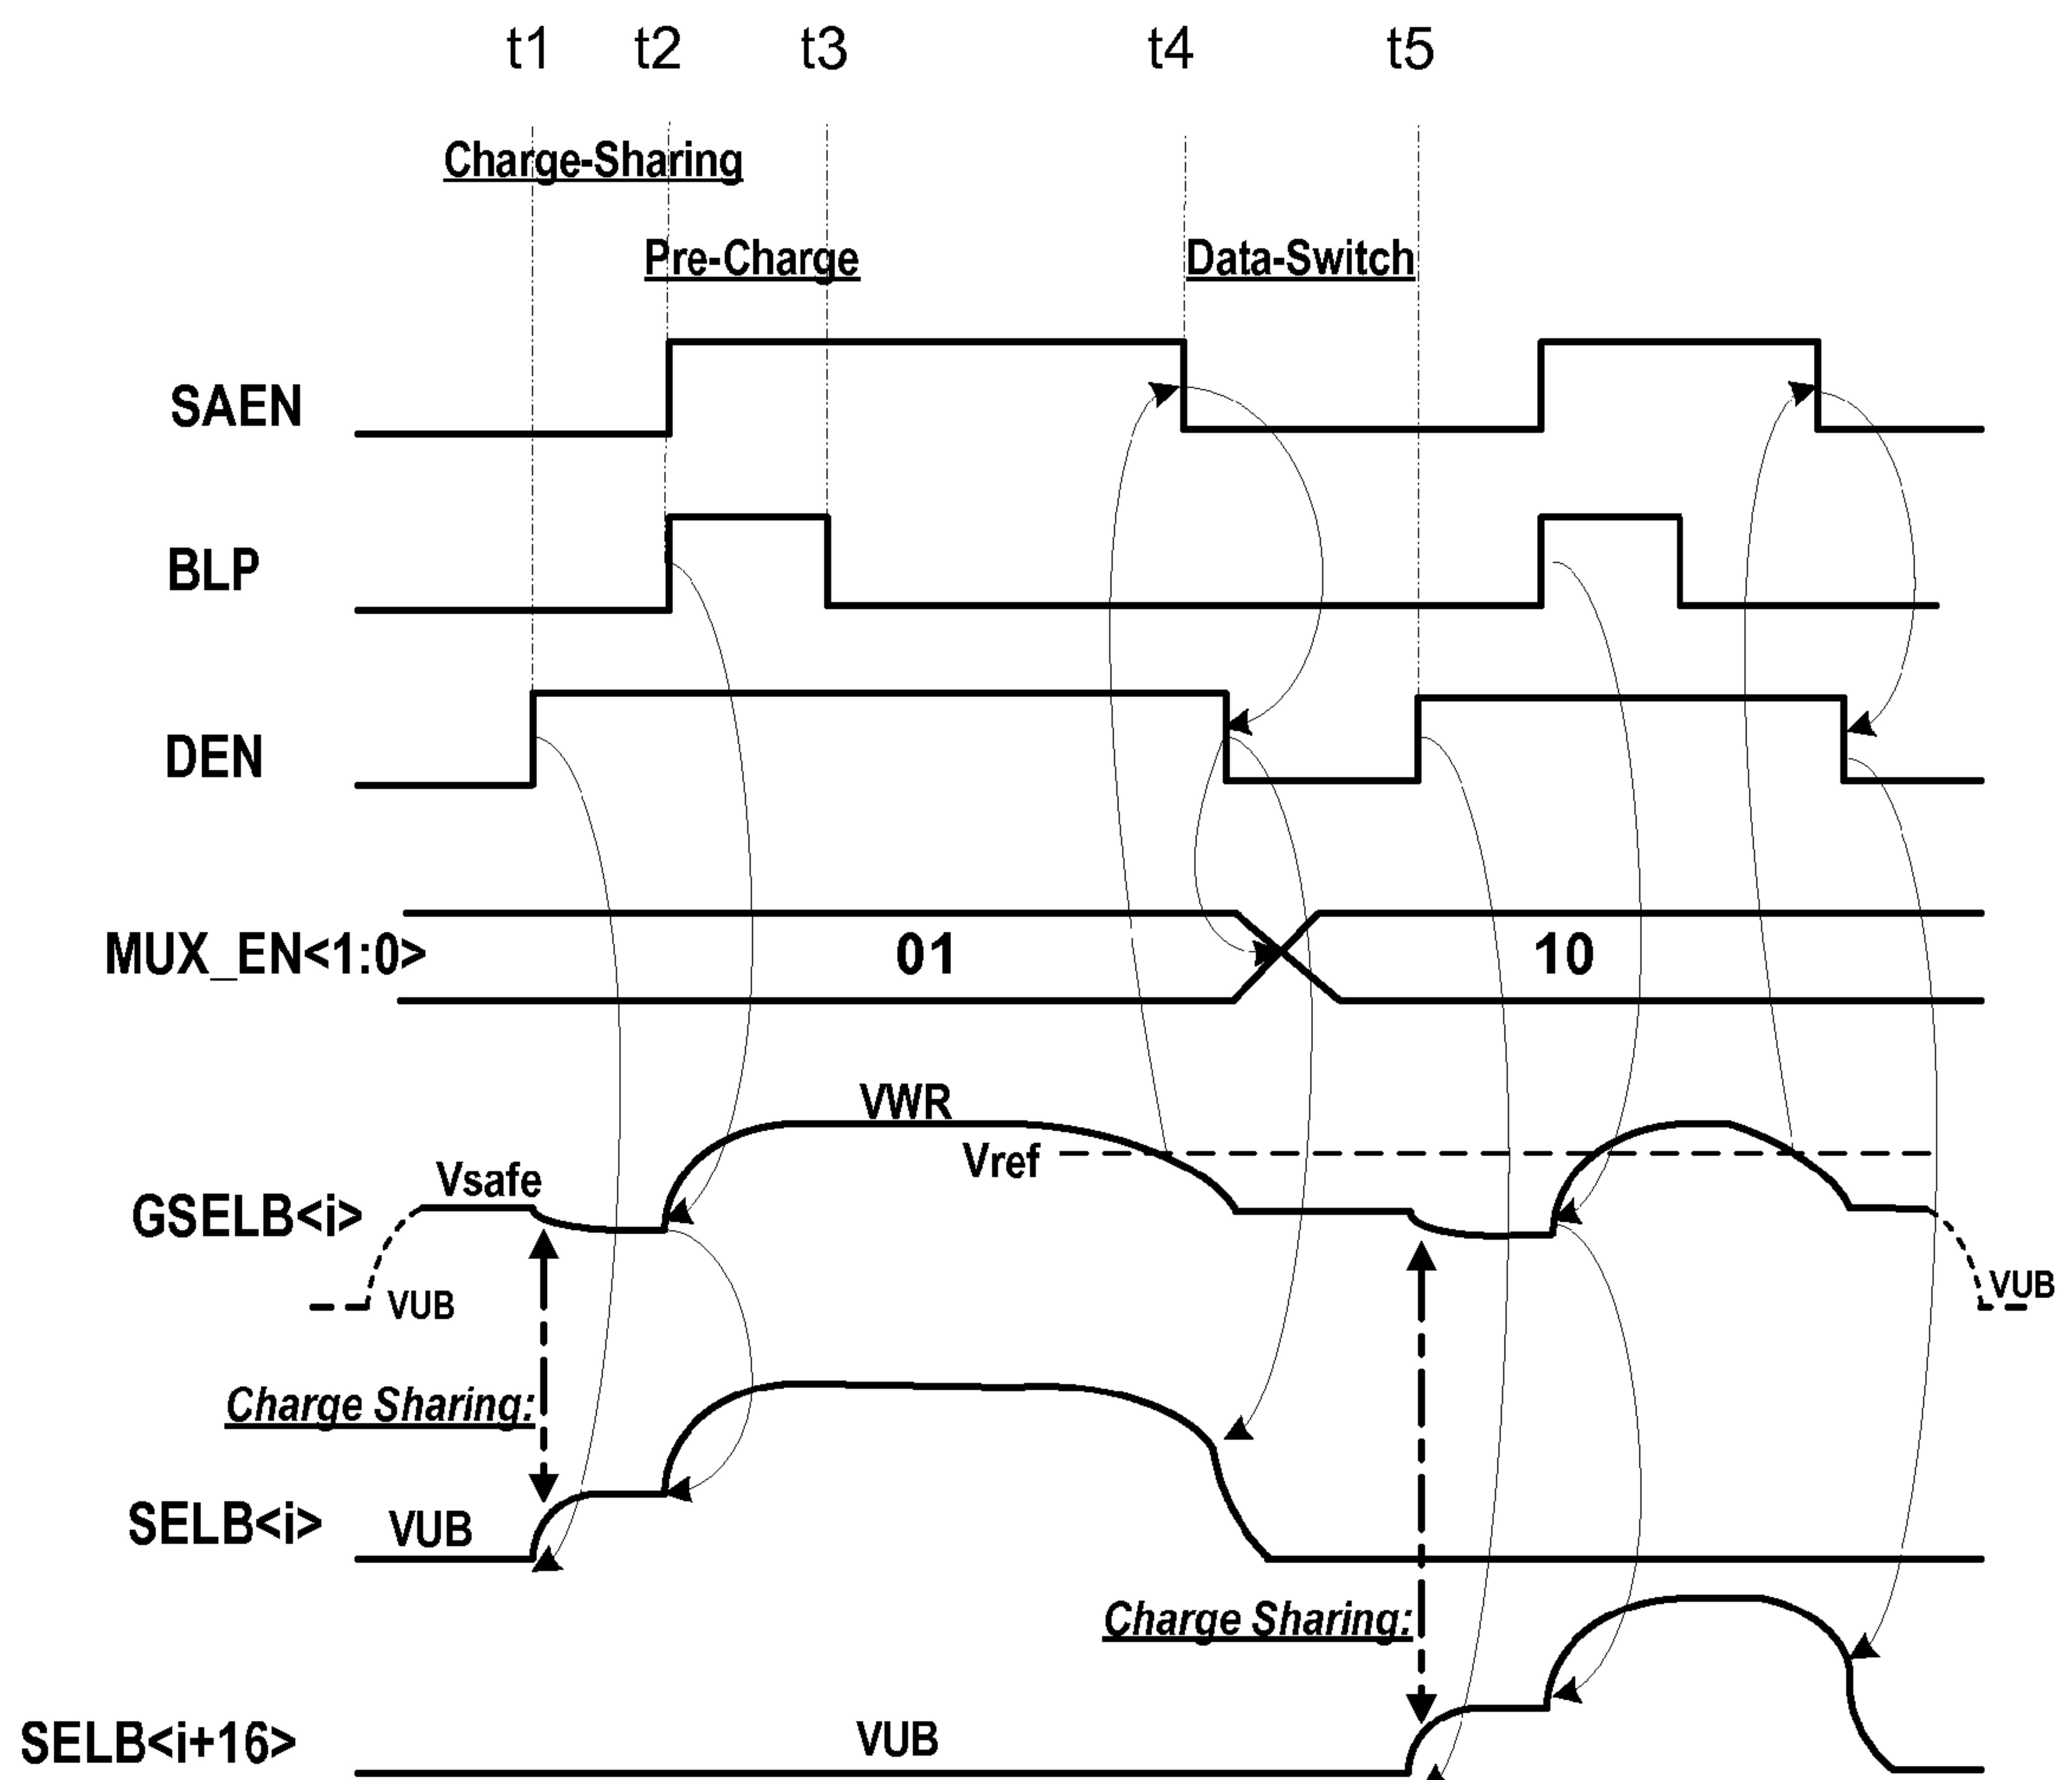 t1 t2 t3 t4 t5
Charge-Sharing
Pre-Charge Data-Switch
SAEN
BLP
DEN
MUX_EN<1:0> 01 10
VWR
Vref
Vsafe
GSELB<i>
VUB VUB
Charge Sharing:
SELB<i> VUB
Charge Sharing:
SELB<i+16> VUB